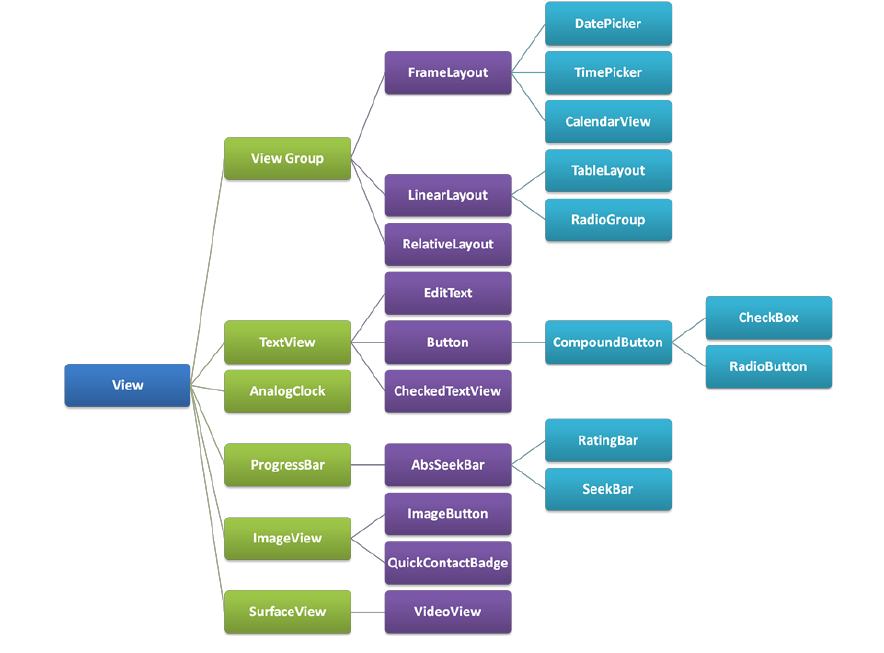 DatePicker
FrameLayout
TimePicker
CalendarView
View Group
TableLayout
LinearLayout
RadioGroup
RelativeLayout
EditText
CheckBox
TextView
Button
CompoundButton
RadioButton
View
AnalogClock
CheckedTextView
RatingBar
ProgressBar
AbsSeekBar
SeekBar
ImageButton
ImageView
QuickContactBadge
SurfaceView
VideoView